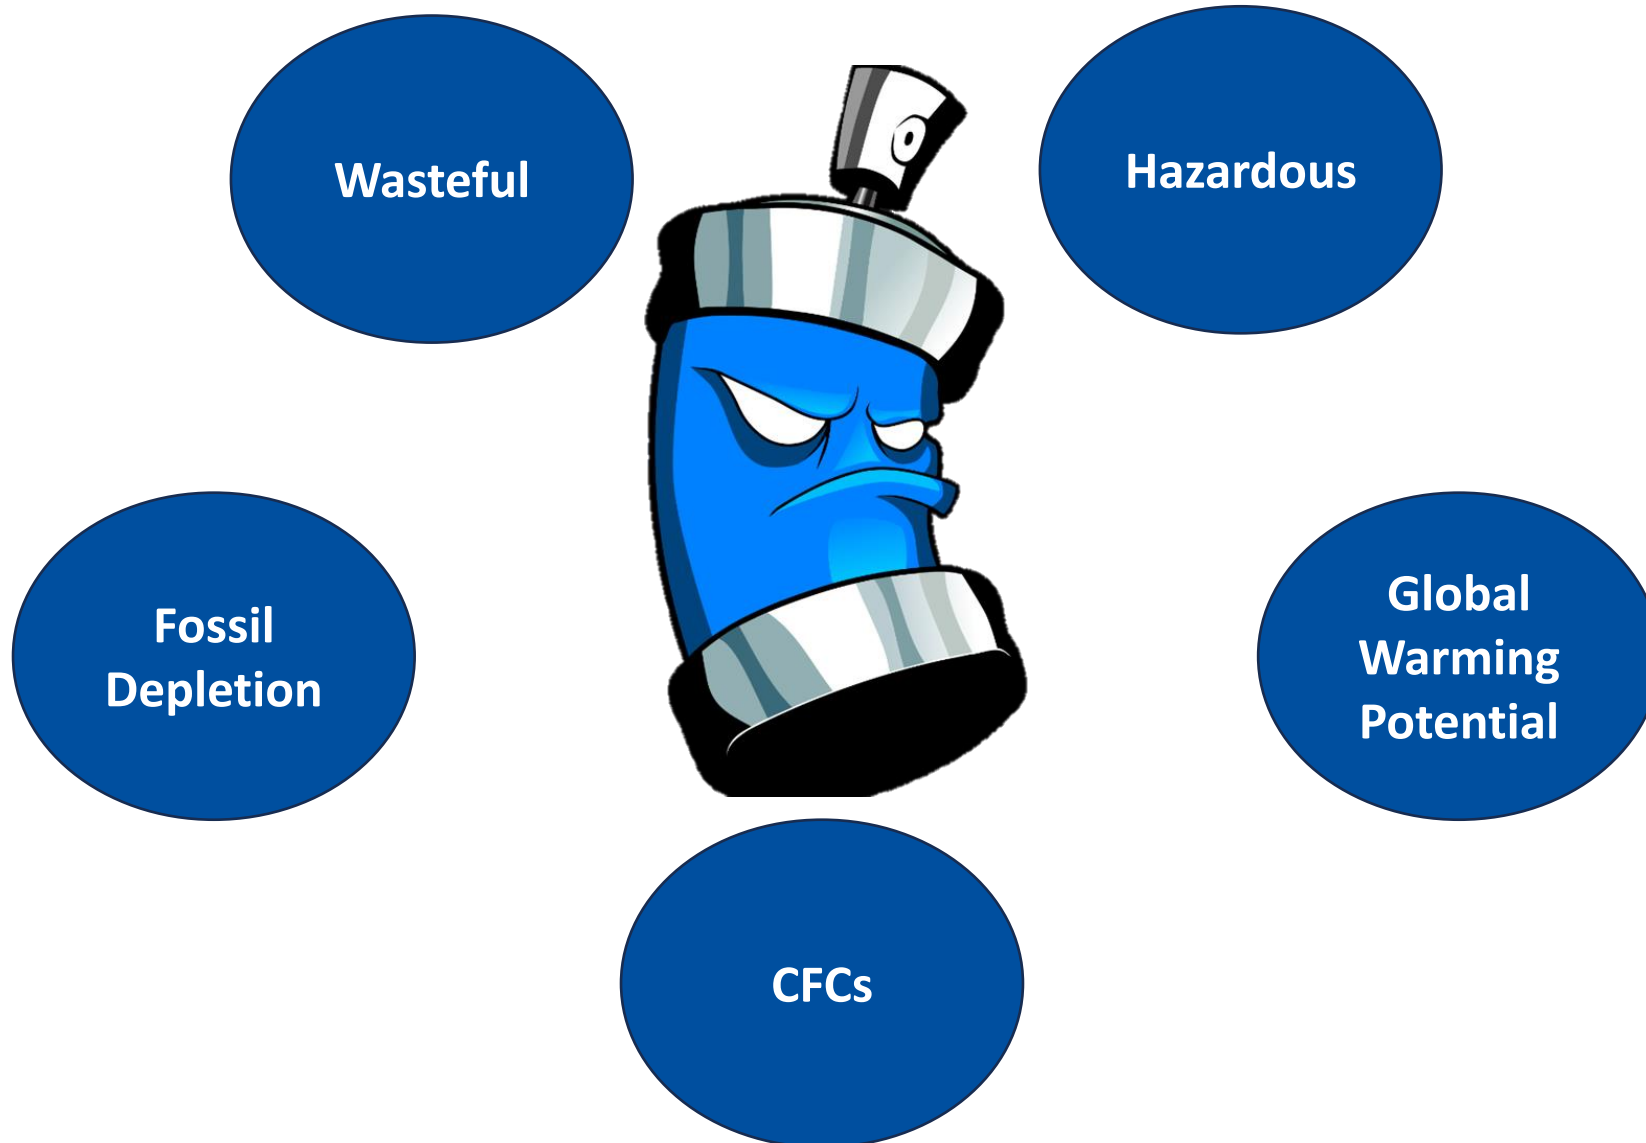 Wasteful
Hazardous
Fossil
Depletion
Global
Warming
Potential
CFCs